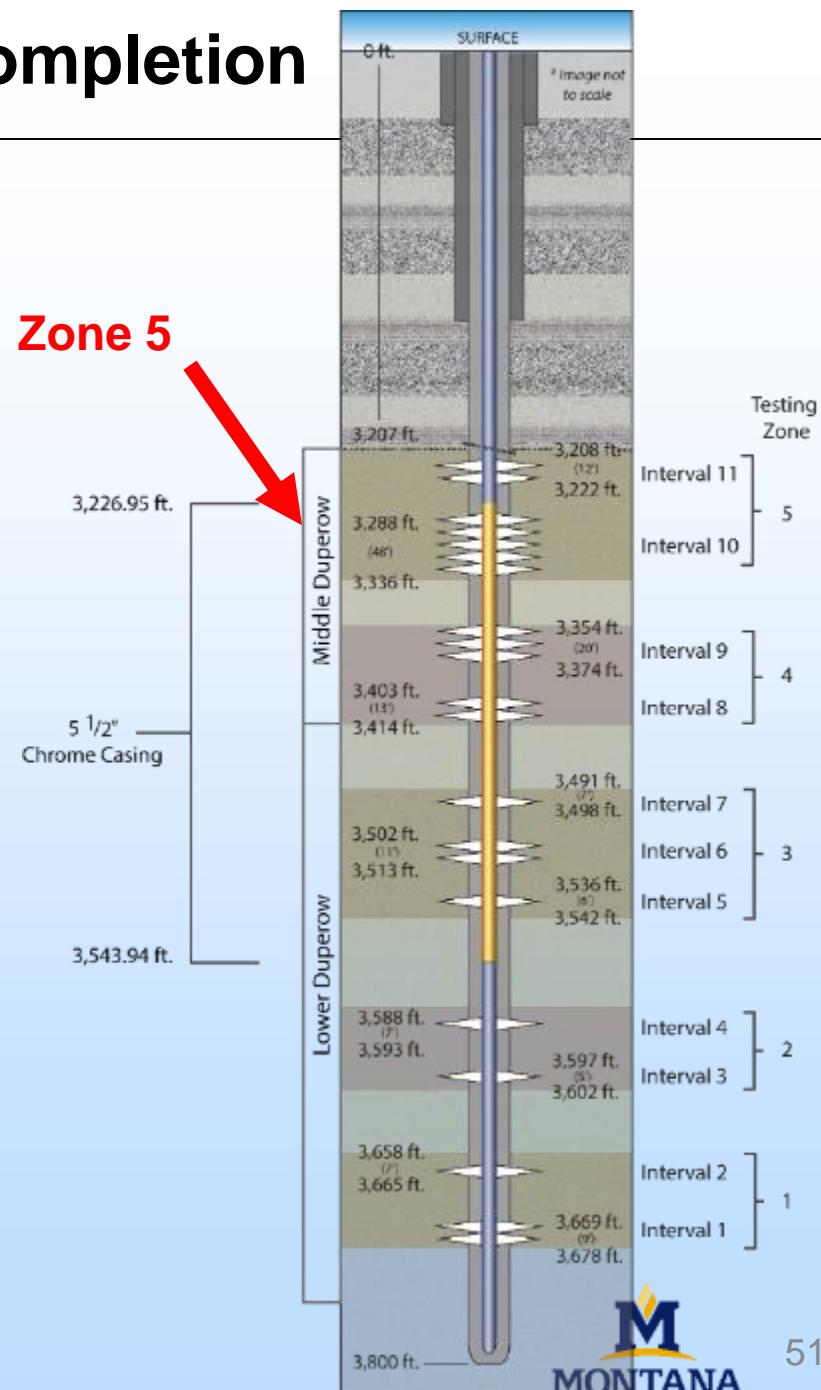 ompletion
SURFACE
0 ft.
* Image not
to scale
Zone 5
Testing
Zone
3,207 ft.
3,208 ft.
(12')
3,222 ft.
Interval 11
5
3,226.95 ft.
3,288 ft.
(48')
3,336 ft.
Interval 10
Middle Duperow
3,354 ft.
(20')
3,374 ft.
Interval 9
4
3,403 ft.
(13')
3,414 ft.
Interval 8
5 1/2"
Chrome Casing
3,491 ft.
(7')
3,498 ft.
Interval 7
3,502 ft.
(11')
3,513 ft.
Interval 6
3
3,536 ft.
(6')
3,542 ft.
Interval 5
3,543.94 ft.
Lower Duperow
3,588 ft.
(7')
3,593 ft.
Interval 4
2
3,597 ft.
(5')
3,602 ft.
Interval 3
3,658 ft.
(7')
3,665 ft.
Interval 2
1
3,669 ft.
(9')
3,678 ft.
Interval 1
3,800 ft.
M
MONTANA
51